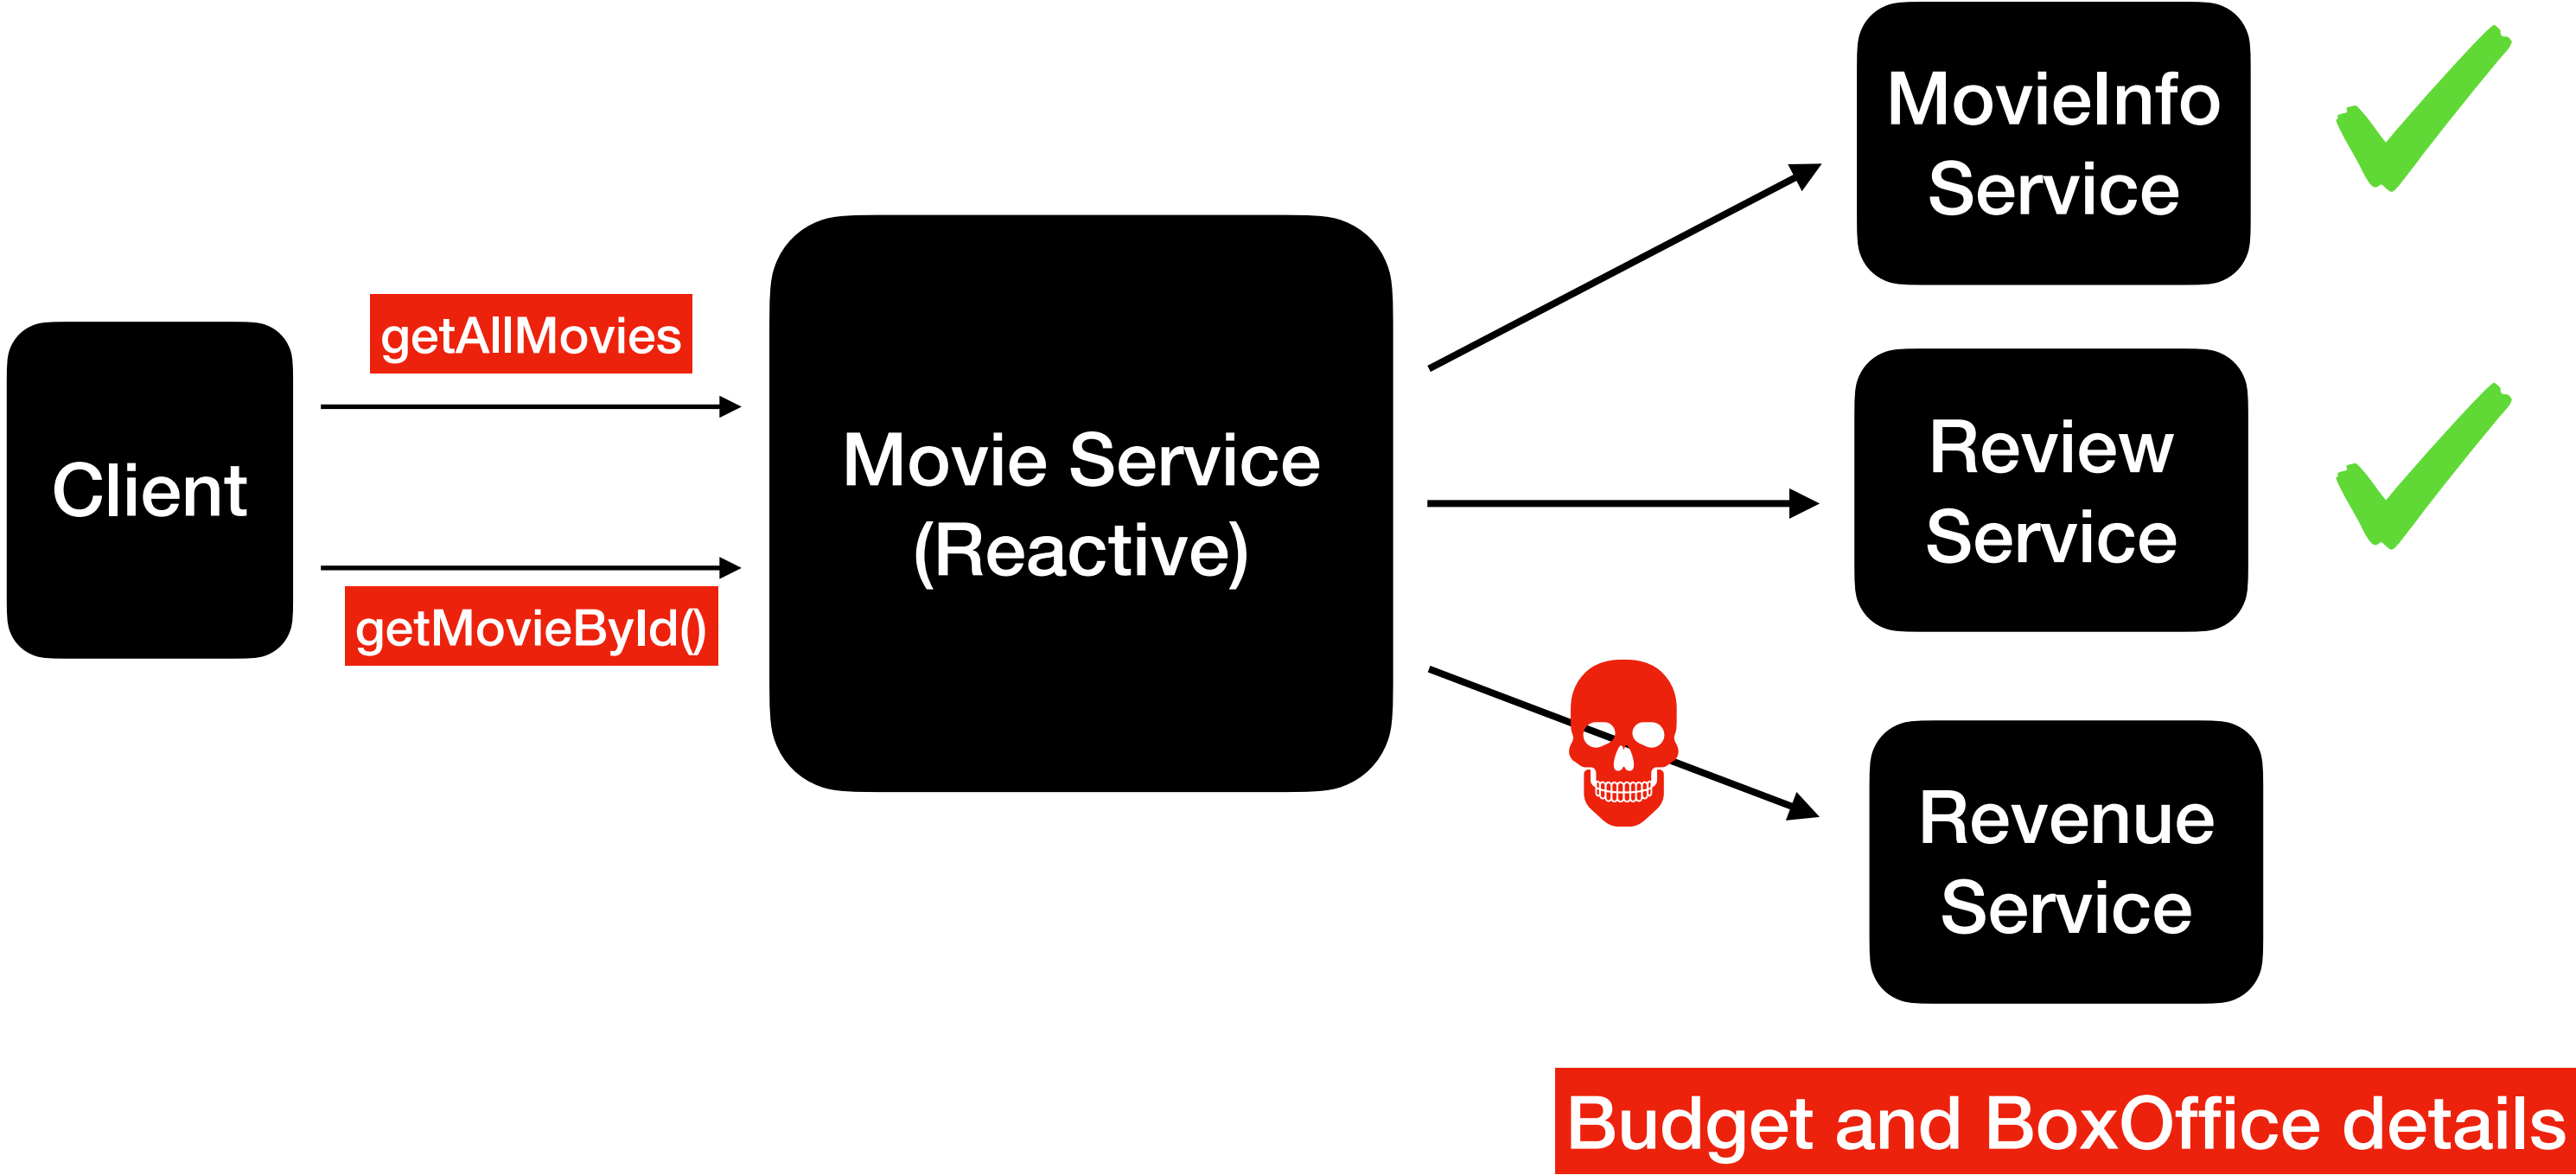 Client
getAllMovies
getMovieById()
Movie Service
(Reactive)
MovieInfo
Service
Review
Service
Revenue
Service
Budget and BoxOffice details